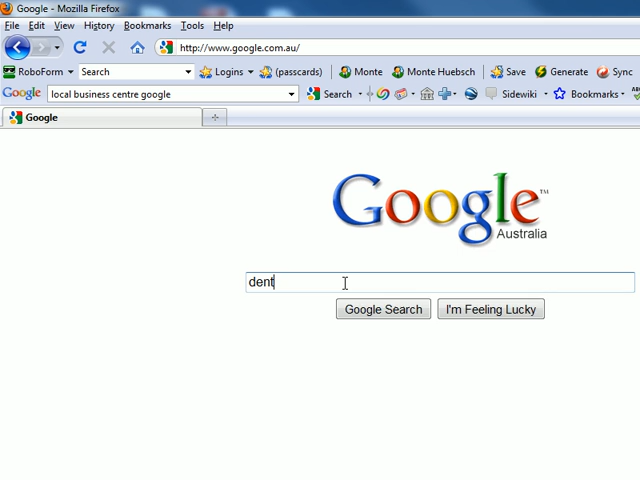 Google - Mozilla Firefox
File Edit View History Bookmarks Tools Help
http://www.google.com.au/
RoboForm Search Logins (passcards) Monte Monte Huebsch Save Generate Sync
Google local business centre google Search Sidewiki Bookmarks
Google
Google™
Australia
dent
Google Search I'm Feeling Lucky